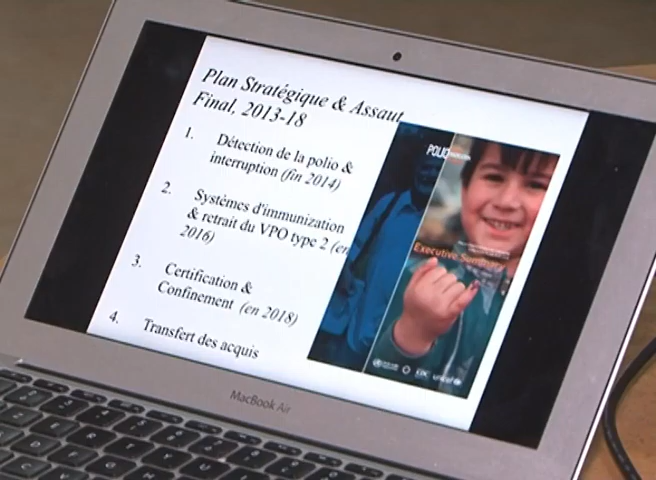 Plan Stratégique & Assaut
Final, 2013-18
1. Détection de la polio &
interruption (fin 2014)
2. Systèmes d'immunization
& retrait du VPO type 2 (en
2016)
3. Certification &
Confinement (en 2018)
4. Transfert des acquis
POLIO
Executive Summary
CDC unicef
MacBook Air